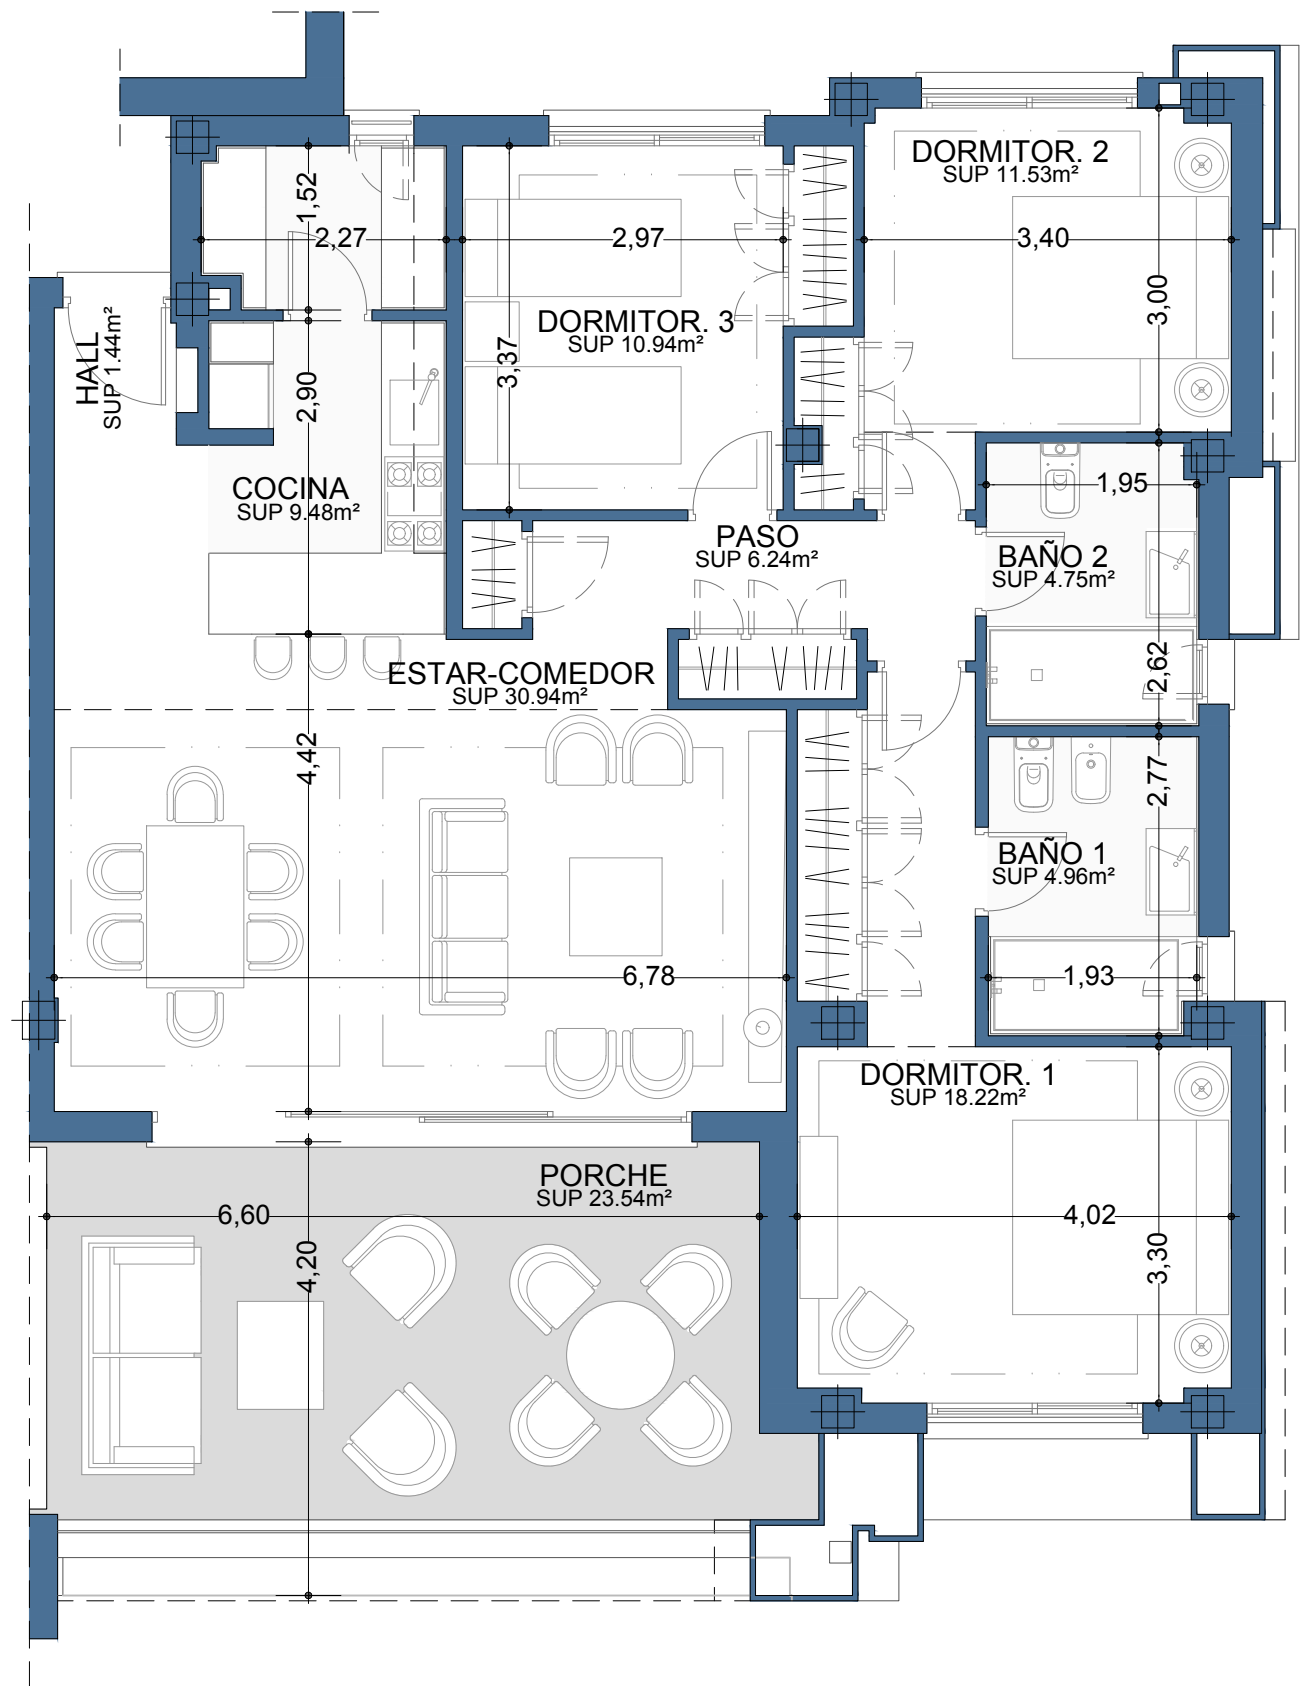 DORMITOR. 2
SUP 11.53m²
1,52
2,27
2,97
3,40
3,00
DORMITOR. 3
SUP 10.94m²
3,37
HALL
SUP 1.44m²
2,90
COCINA
SUP 9.48m²
1,95
PASO
SUP 6.24m²
BAÑO 2
SUP 4.75m²
2,62
ESTAR-COMEDOR
SUP 30.94m²
4,42
2,77
BAÑO 1
SUP 4.96m²
6,78
1,93
DORMITOR. 1
SUP 18.22m²
PORCHE
SUP 23.54m²
6,60
4,02
4,20
3,30